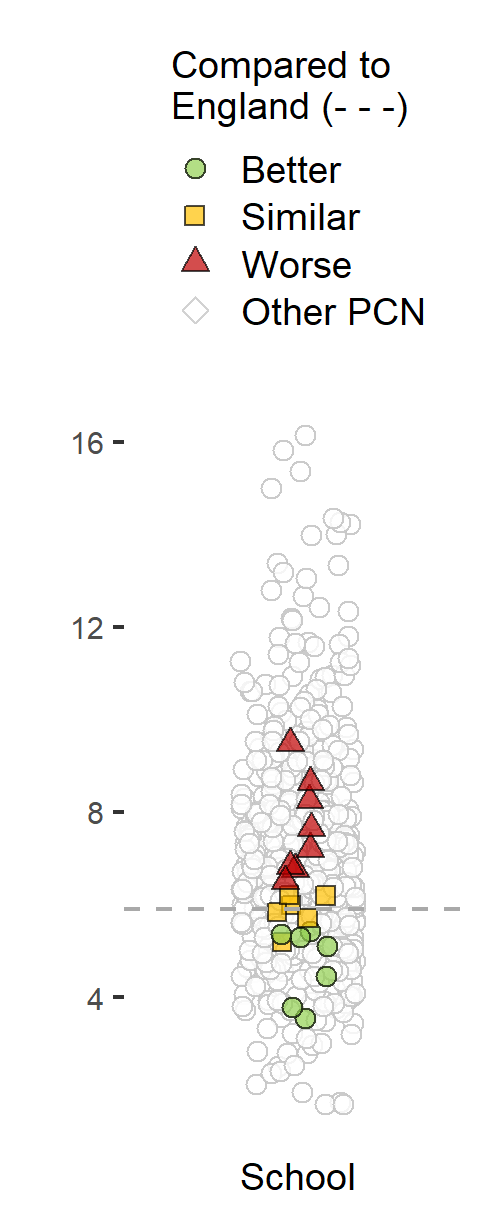 Compared to
England (- - -)
Better
Similar
Worse
Other PCN
16
12
8
4
School